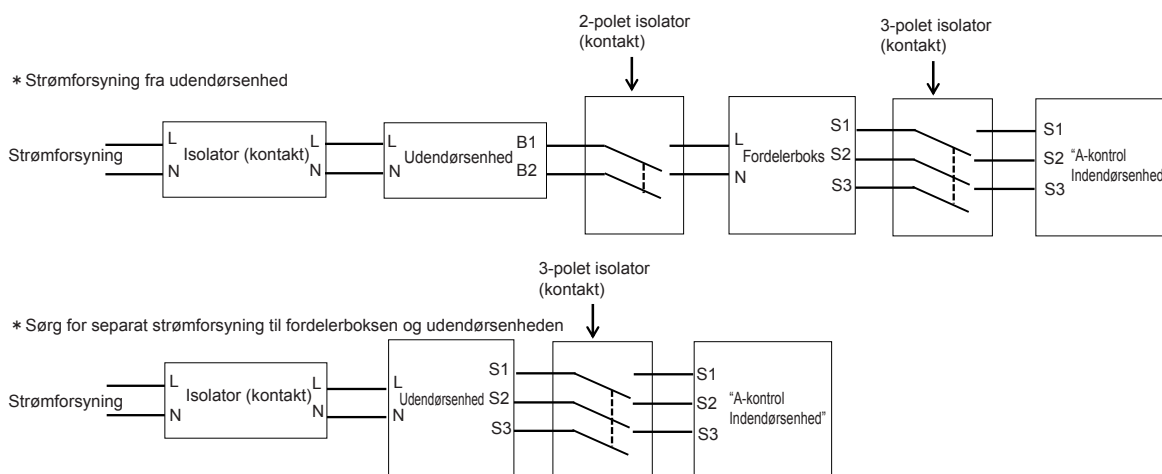 2-polet isolator
(kontakt)
3-polet isolator
(kontakt)
* Strømforsyning fra udendørsenhed
Strømforsyning
L
N
Isolator (kontakt)
L
N
L
N
Udendørsenhed
B1
B2
L
N
Fordelerboks
S1
S2
S3
S1
S2
S3
"A-kontrol
Indendørsenhed"
3-polet isolator
(kontakt)
* Sørg for separat strømforsyning til fordelerboksen og udendørsenheden
Strømforsyning
L
N
Isolator (kontakt)
L
N
L
N
Udendørsenhed
S1
S2
S3
S1
S2
S3
"A-kontrol
Indendørsenhed"